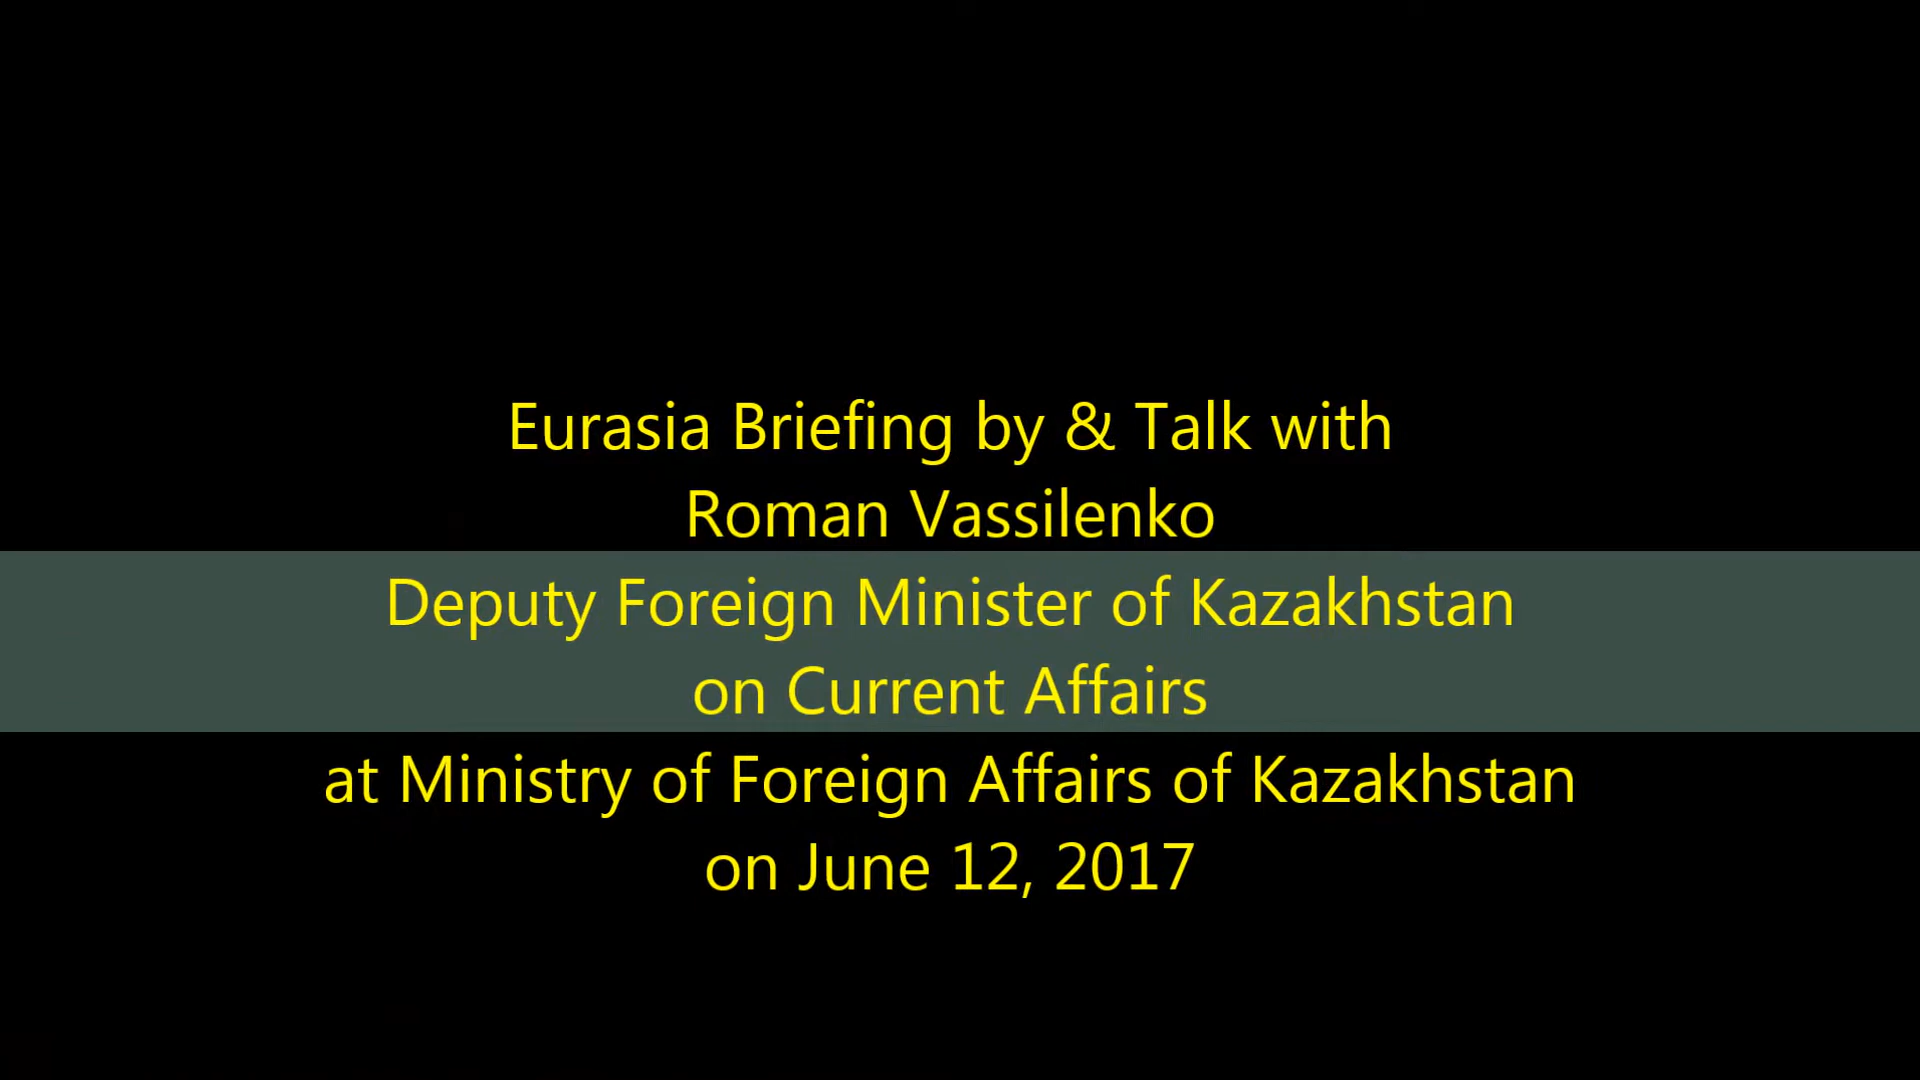 Eurasia Briefing by & Talk with
Roman Vassilenko
Deputy Foreign Minister of Kazakhstan
on Current Affairs
at Ministry of Foreign Affairs of Kazakhstan
on June 12, 2017